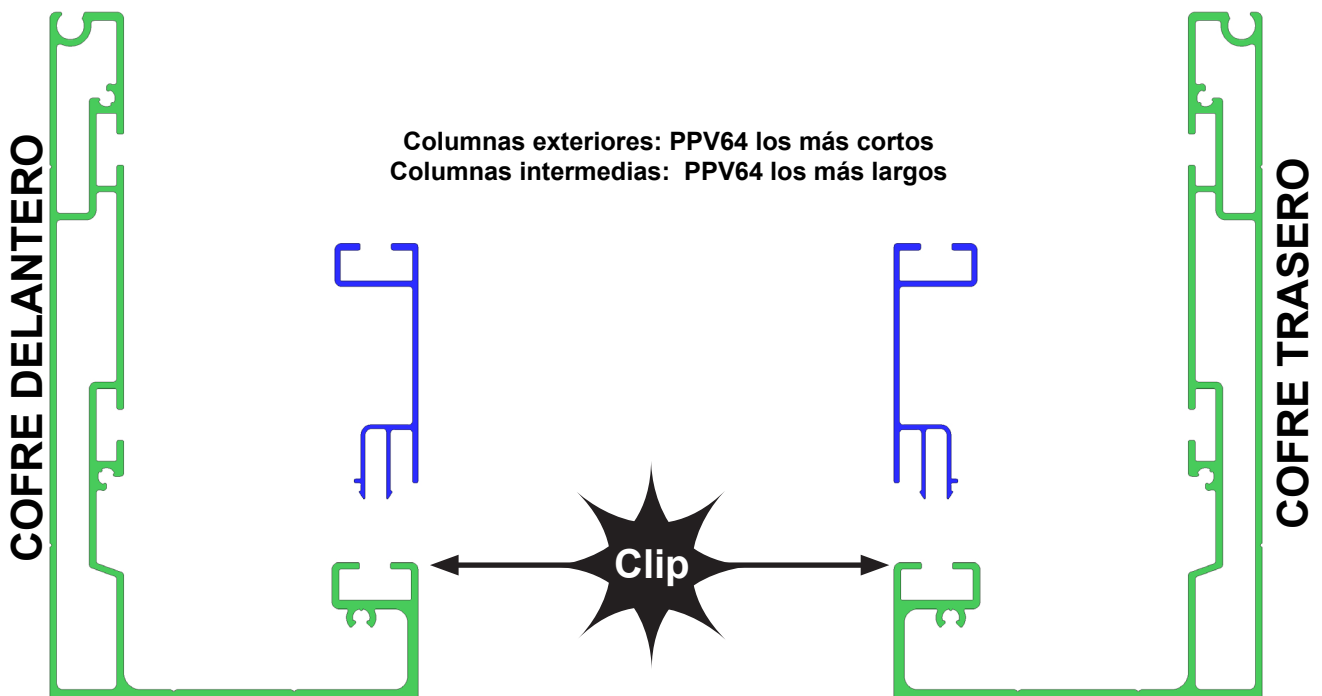 Columnas exteriores: PPV64 los más cortos
Columnas intermedias: PPV64 los más largos
COFRE DELANTERO
COFRE TRASERO
Clip